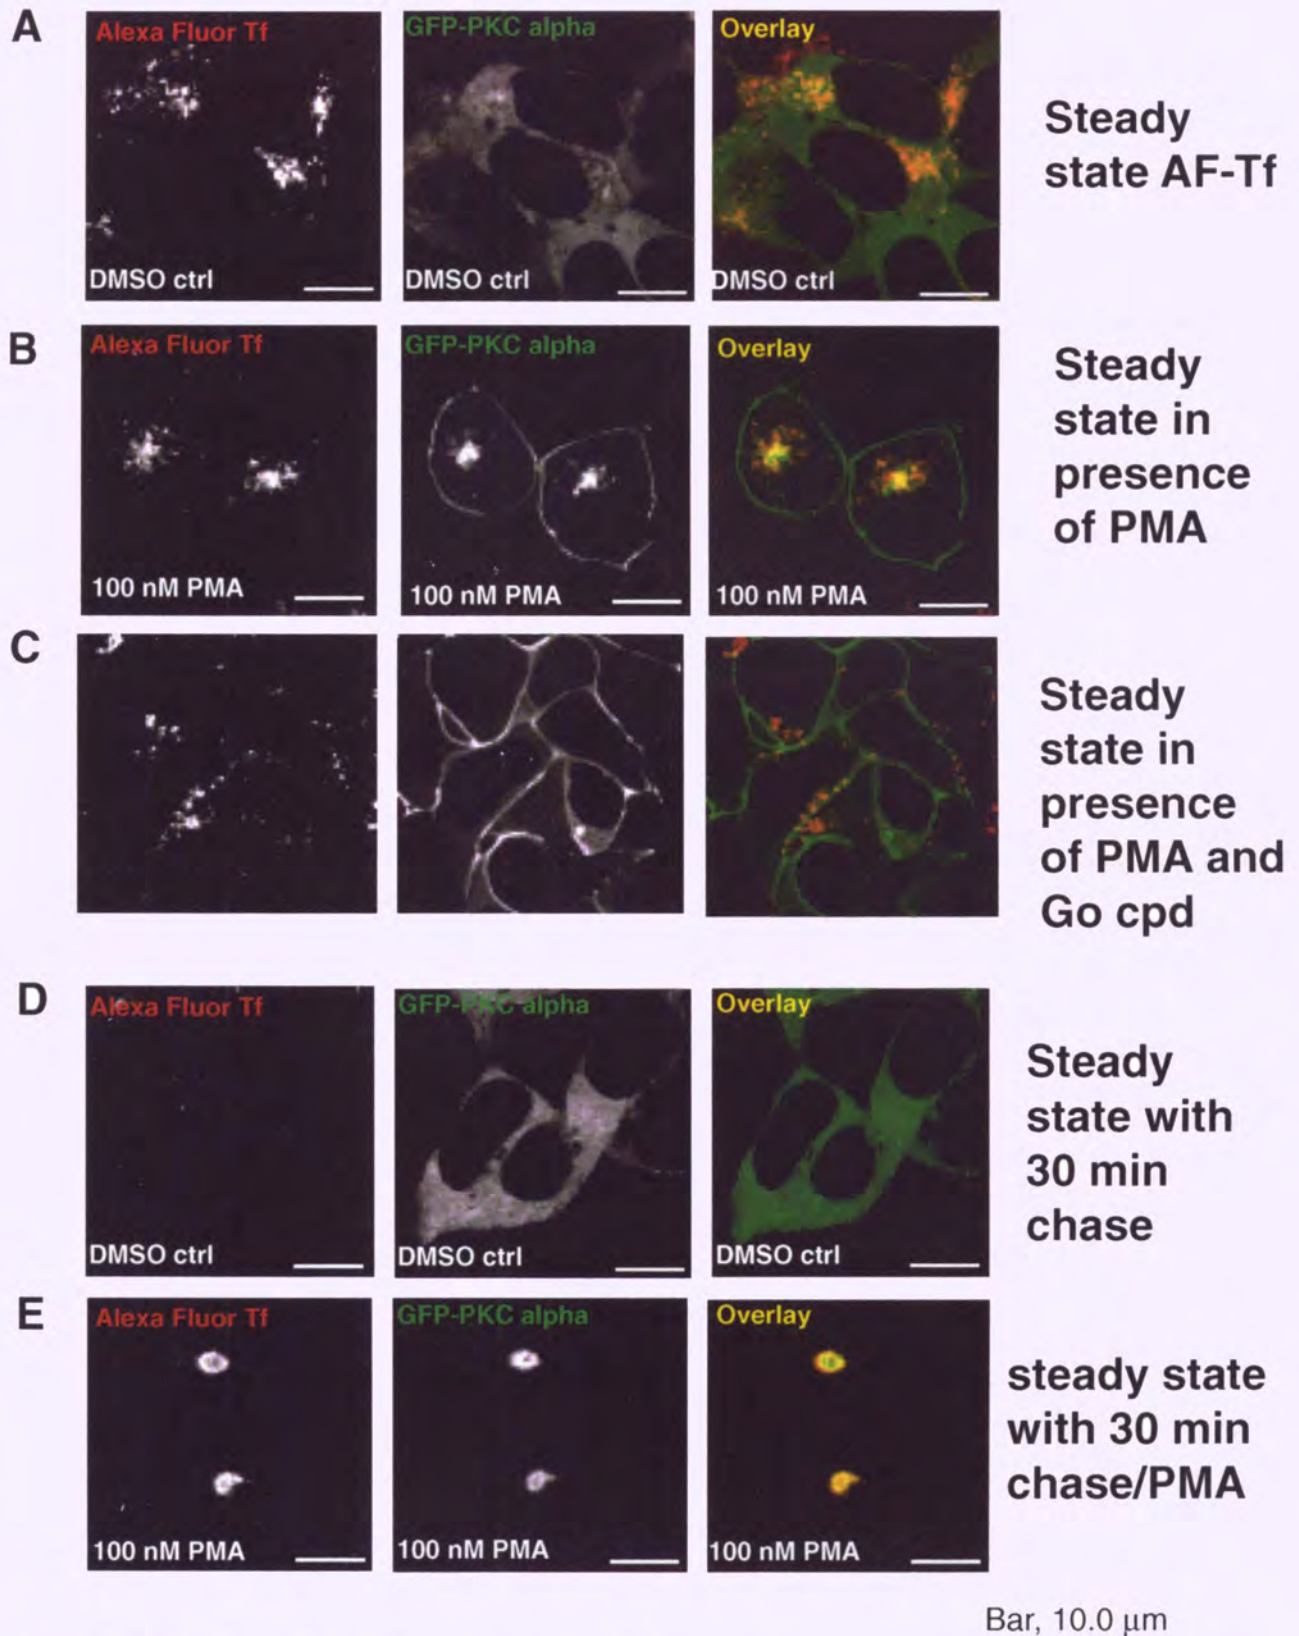 A
Alexa Fluor Tf
GFP-PKC alpha
Overlay
DMSO ctrl
DMSO ctrl
DMSO ctrl
Steady
state AF-Tf
B
Alexa Fluor Tf
GFP-PKC alpha
Overlay
100 nM PMA
100 nM PMA
100 nM PMA
Steady
state in
presence
of PMA
C
Steady
state in
presence
of PMA and
Go cpd
D
Alexa Fluor Tf
GFP-PKC alpha
Overlay
DMSO ctrl
DMSO ctrl
DMSO ctrl
Steady
state with
30 min
chase
E
Alexa Fluor Tf
GFP-PKC alpha
Overlay
100 nM PMA
100 nM PMA
100 nM PMA
steady state
with 30 min
chase/PMA
Bar, 10.0 µm